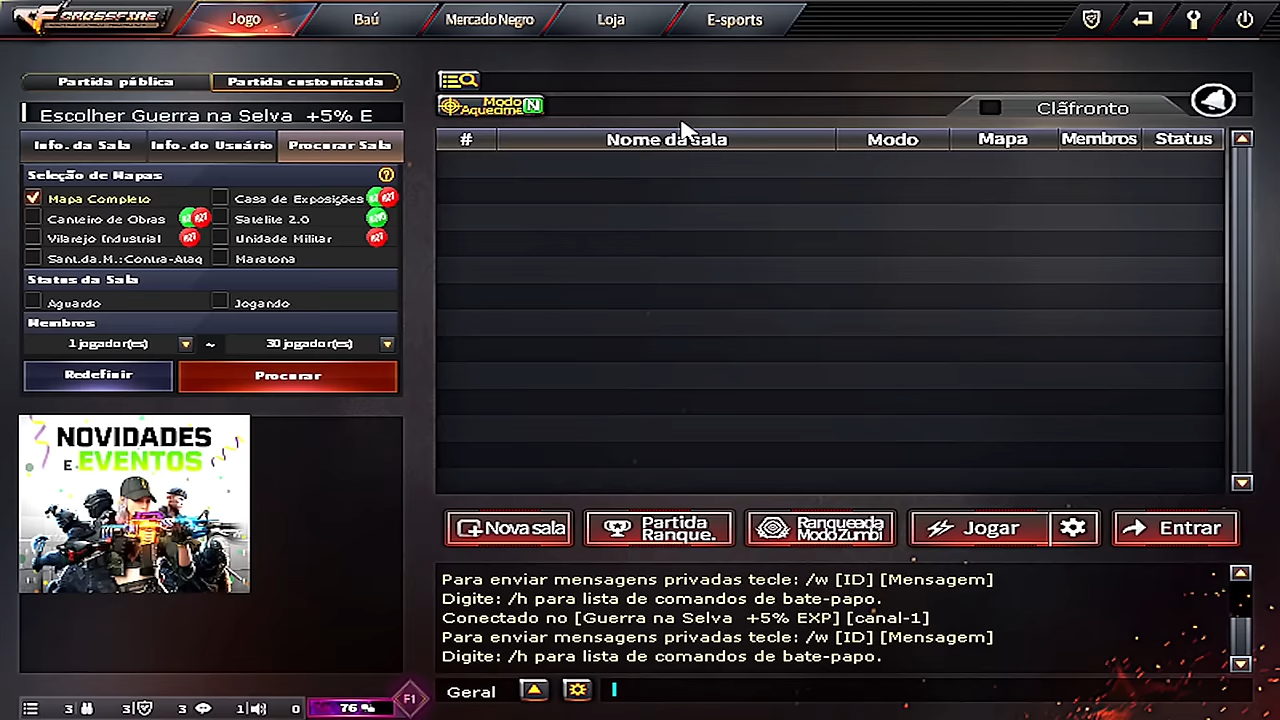 CROSSFIRE
Jogo
Baú
Mercado Negro
Loja
E-sports
Partida pública
Partida customizada
Escolher Guerra na Selva +5% E
Info. da Sala
Info. do Usuário
Procurar Sala
Seleção de Mapas
Mapa Completo
Casa de Exposições
Canteiro de Obras
Satelite 2.0
Vilarejo Industrial
Unidade Militar
Sant.da.M.:Contra-Ataq
Maratona
Status da Sala
Aguardo
Jogando
Membros
1 jogador(es)
~
30 jogador(es)
Redefinir
Procurar
NOVIDADES
E EVENTOS
Modo
Aquecime
N
Clãfronto
#
Nome da Sala
Modo
Mapa
Membros
Status
Nova sala
Partida
Ranque.
Ranqueada
Modo Zumbi
Jogar
Entrar
Para enviar mensagens privadas tecle: /w [ID] [Mensagem]
Digite: /h para lista de comandos de bate-papo.
Conectado no [Guerra na Selva +5% EXP] [canal-1]
Para enviar mensagens privadas tecle: /w [ID] [Mensagem]
Digite: /h para lista de comandos de bate-papo.
Geral
3
3
3
1
0
76 %
F1